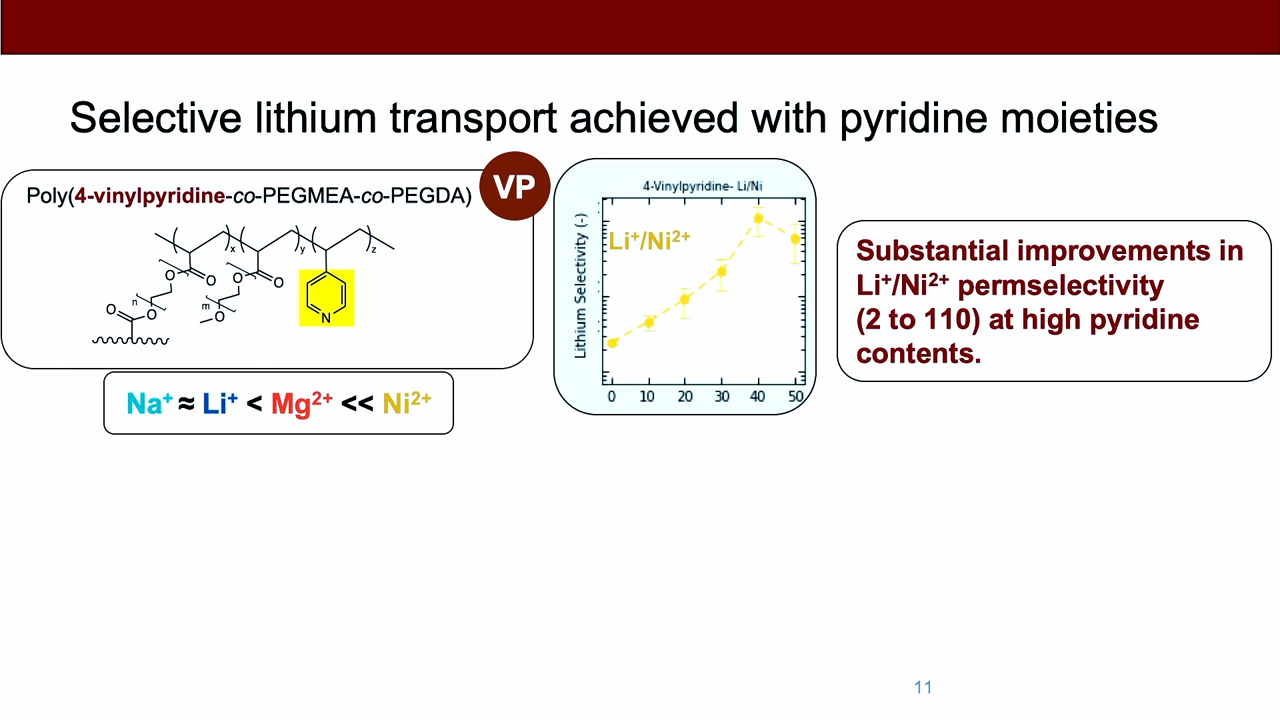 Selective lithium transport achieved with pyridine moieties
Poly(4-vinylpyridine-co-PEGMEA-co-PEGDA)
VP
x
y
z
O
O
O
O
n
m
O
O
O
N
Na⁺ ≈ Li⁺ < Mg²⁺ << Ni²⁺
4-Vinylpyridine- Li/Ni
Lithium Selectivity (-)
Li⁺/Ni²⁺
0 10 20 30 40 50
Substantial improvements in
Li⁺/Ni²⁺ permselectivity
(2 to 110) at high pyridine
contents.
11